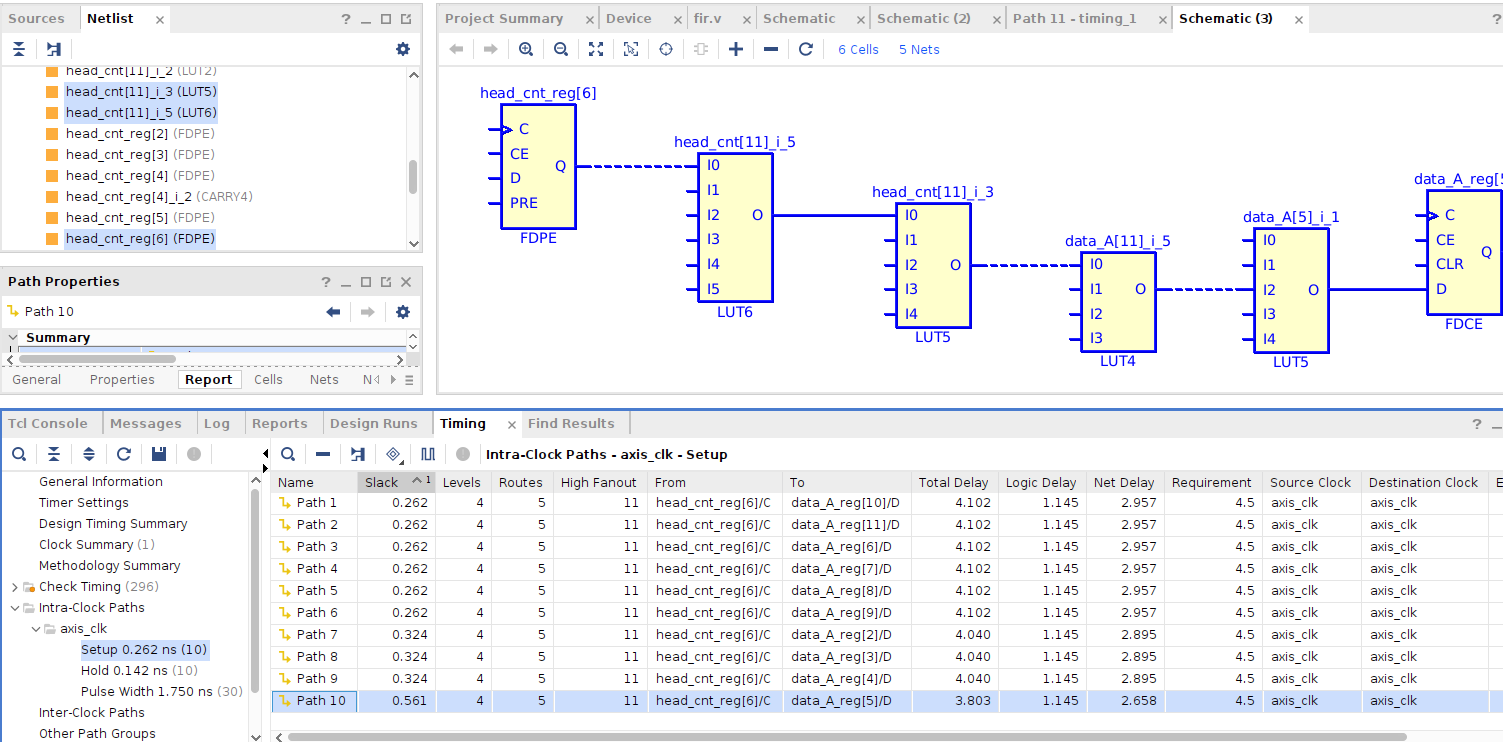 Sources Netlist
head_cnt[11]_i_2 (LUT2)
head_cnt[11]_i_3 (LUT5)
head_cnt[11]_i_5 (LUT6)
head_cnt_reg[2] (FDPE)
head_cnt_reg[3] (FDPE)
head_cnt_reg[4] (FDPE)
head_cnt_reg[4]_i_2 (CARRY4)
head_cnt_reg[5] (FDPE)
head_cnt_reg[6] (FDPE)
Path Properties
Path 10
Summary
General Properties Report Cells Nets
Project Summary Device fir.v Schematic Schematic (2) Path 11 - timing_1 Schematic (3)
6 Cells 5 Nets
head_cnt_reg[6]
C
CE
D
PRE
Q
FDPE
head_cnt[11]_i_5
I0
I1
I2
I3
I4
I5
O
LUT6
head_cnt[11]_i_3
I0
I1
I2
I3
I4
O
LUT5
data_A[11]_i_5
I0
I1
I2
I3
O
LUT4
data_A[5]_i_1
I0
I1
I2
I3
I4
O
LUT5
data_A_reg[5
C
CE
CLR
D
Q
FDCE
Tcl Console Messages Log Reports Design Runs Timing Find Results
Intra-Clock Paths - axis_clk - Setup
General Information
Timer Settings
Design Timing Summary
Clock Summary (1)
Methodology Summary
Check Timing (296)
Intra-Clock Paths
axis_clk
Setup 0.262 ns (10)
Hold 0.142 ns (10)
Pulse Width 1.750 ns (30)
Inter-Clock Paths
Other Path Groups
Name Slack 1 Levels Routes High Fanout From To Total Delay Logic Delay Net Delay Requirement Source Clock Destination Clock E
Path 1 0.262 4 5 11 head_cnt_reg[6]/C data_A_reg[10]/D 4.102 1.145 2.957 4.5 axis_clk axis_clk
Path 2 0.262 4 5 11 head_cnt_reg[6]/C data_A_reg[11]/D 4.102 1.145 2.957 4.5 axis_clk axis_clk
Path 3 0.262 4 5 11 head_cnt_reg[6]/C data_A_reg[6]/D 4.102 1.145 2.957 4.5 axis_clk axis_clk
Path 4 0.262 4 5 11 head_cnt_reg[6]/C data_A_reg[7]/D 4.102 1.145 2.957 4.5 axis_clk axis_clk
Path 5 0.262 4 5 11 head_cnt_reg[6]/C data_A_reg[8]/D 4.102 1.145 2.957 4.5 axis_clk axis_clk
Path 6 0.262 4 5 11 head_cnt_reg[6]/C data_A_reg[9]/D 4.102 1.145 2.957 4.5 axis_clk axis_clk
Path 7 0.324 4 5 11 head_cnt_reg[6]/C data_A_reg[2]/D 4.040 1.145 2.895 4.5 axis_clk axis_clk
Path 8 0.324 4 5 11 head_cnt_reg[6]/C data_A_reg[3]/D 4.040 1.145 2.895 4.5 axis_clk axis_clk
Path 9 0.324 4 5 11 head_cnt_reg[6]/C data_A_reg[4]/D 4.040 1.145 2.895 4.5 axis_clk axis_clk
Path 10 0.561 4 5 11 head_cnt_reg[6]/C data_A_reg[5]/D 3.803 1.145 2.658 4.5 axis_clk axis_clk